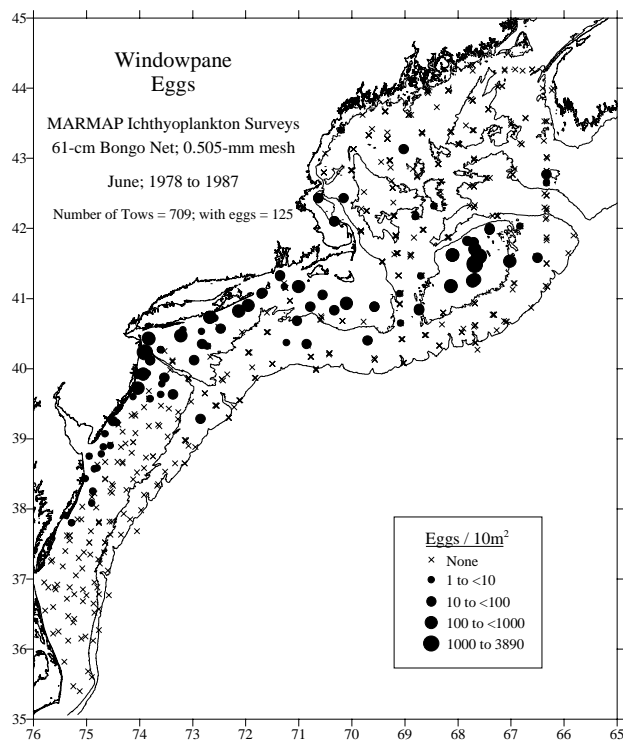 Windowpane
Eggs
MARMAP Ichthyoplankton Surveys
61-cm Bongo Net; 0.505-mm mesh
June; 1978 to 1987
Number of Tows = 709; with eggs = 125
45
44
43
42
41
40
39
38
37
36
35
Eggs / 10m²
None
1 to <10
10 to <100
100 to <1000
1000 to 3890
76 75 74 73 72 71 70 69 68 67 66 65